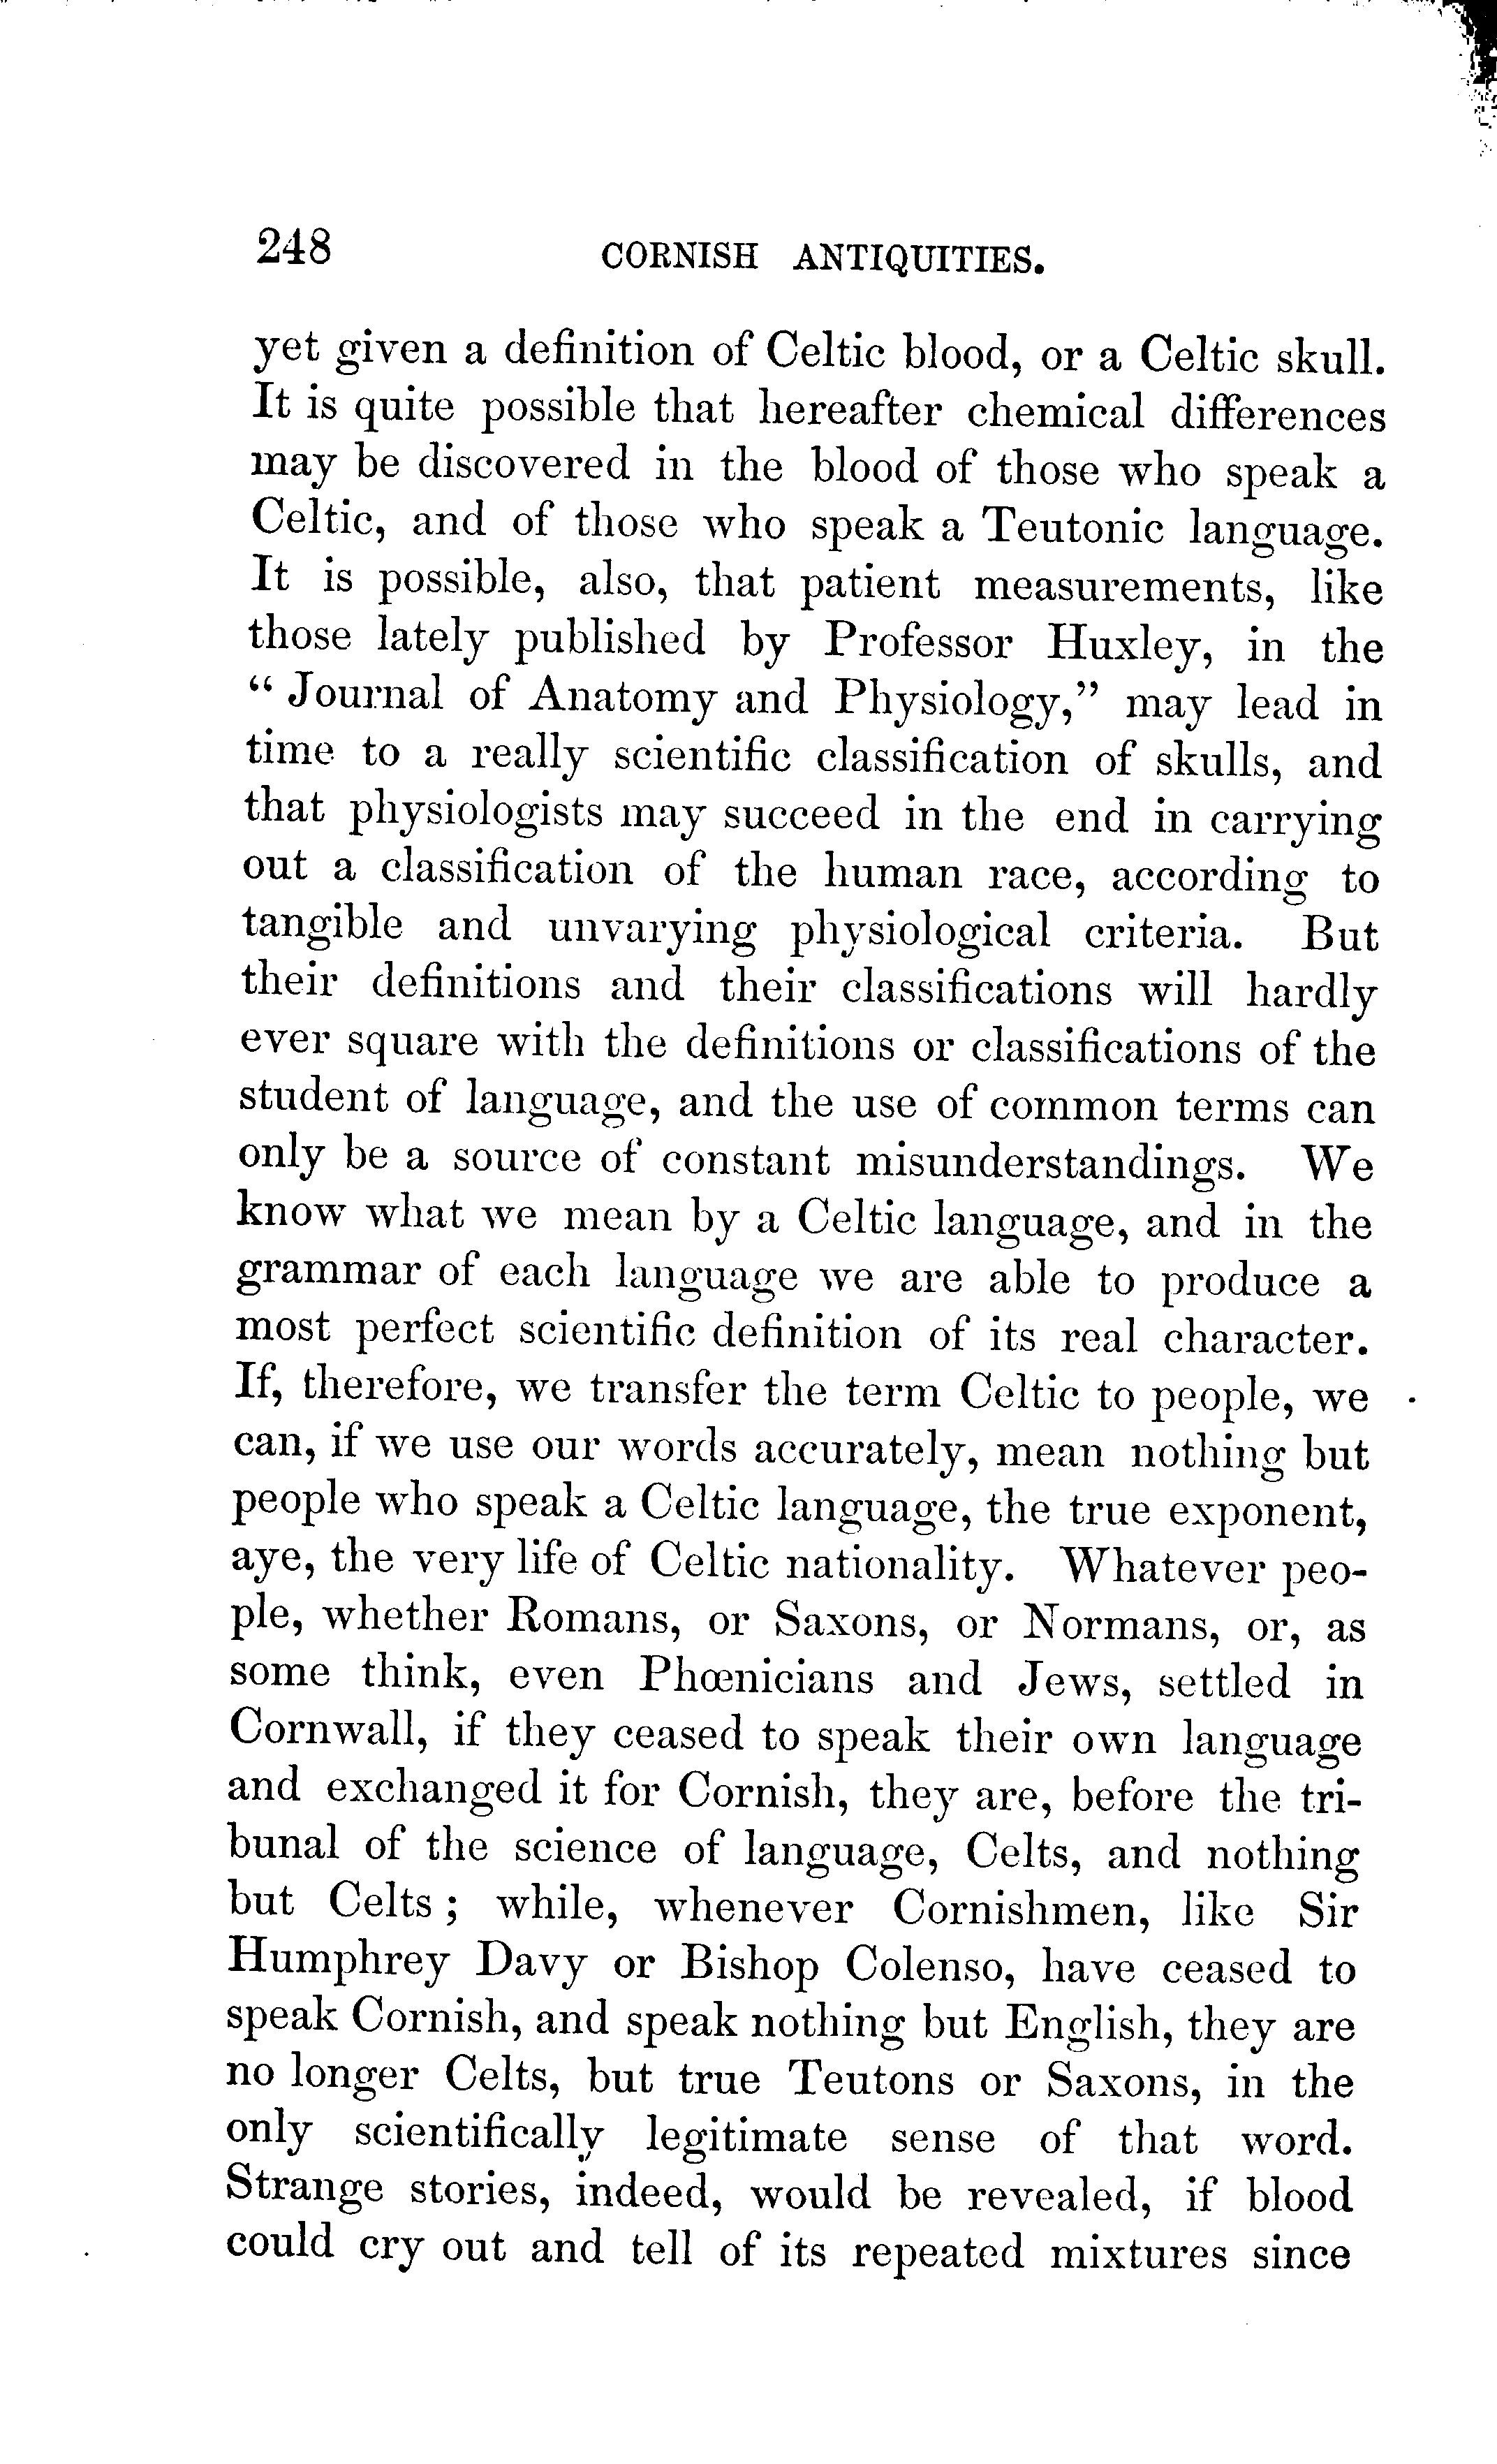 248 CORNISH ANTIQUITIES.
yet given a definition of Celtic blood, or a Celtic skull.
It is quite possible that hereafter chemical differences
may be discovered in the blood of those who speak a
Celtic, and of those who speak a Teutonic language.
It is possible, also, that patient measurements, like
those lately published by Professor Huxley, in the
“ Journal of Anatomy and Physiology,” may lead in
time to a really scientific classification of skulls, and
that physiologists may succeed in the end in carrying
out a classification of the human race, according to
tangible and unvarying physiological criteria. But
their definitions and their classifications will hardly
ever square with the definitions or classifications of the
student of language, and the use of common terms can
only be a source of constant misunderstandings. We
know what we mean by a Celtic language, and in the
grammar of each language we are able to produce a
most perfect scientific definition of its real character.
If, therefore, we transfer the term Celtic to people, we
can, if we use our words accurately, mean nothing but
people who speak a Celtic language, the true exponent,
aye, the very life of Celtic nationality. Whatever peo-
ple, whether Romans, or Saxons, or Normans, or, as
some think, even Phœnicians and Jews, settled in
Cornwall, if they ceased to speak their own language
and exchanged it for Cornish, they are, before the tri-
bunal of the science of language, Celts, and nothing
but Celts ; while, whenever Cornishmen, like Sir
Humphrey Davy or Bishop Colenso, have ceased to
speak Cornish, and speak nothing but English, they are
no longer Celts, but true Teutons or Saxons, in the
only scientifically legitimate sense of that word.
Strange stories, indeed, would be revealed, if blood
could cry out and tell of its repeated mixtures since